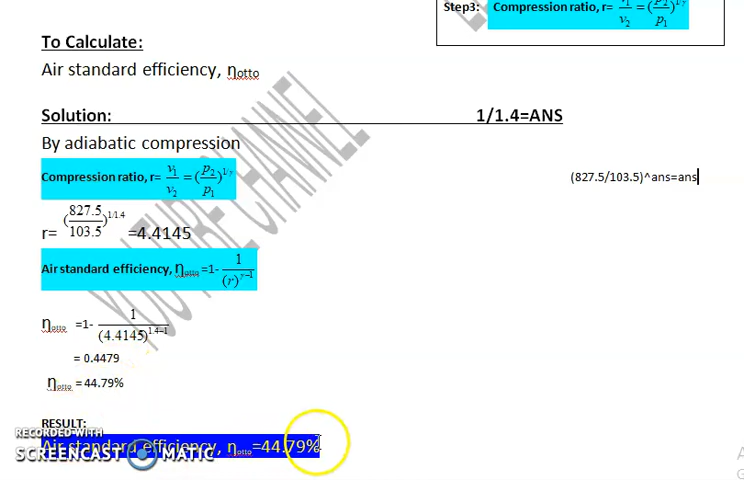 Step3: Compression ratio, r= v1/v2 = (p2/p1)^1/γ
To Calculate:
Air standard efficiency, ηotto
Solution: 1/1.4=ANS
By adiabatic compression
Compression ratio, r= v1/v2 = (p2/p1)^1/γ
(827.5/103.5)^ans=ans
r= (827.5/103.5)^1/1.4 =4.4145
Air standard efficiency, ηotto =1- 1/(r)^γ-1
ηotto =1- 1/(4.4145)^1.4-1
= 0.4479
ηotto = 44.79%
RESULT:
Air standard efficiency, ηotto =44.79%
RECORDED WITH
SCREENCAST MATIC
YOUTUBE CHANNEL